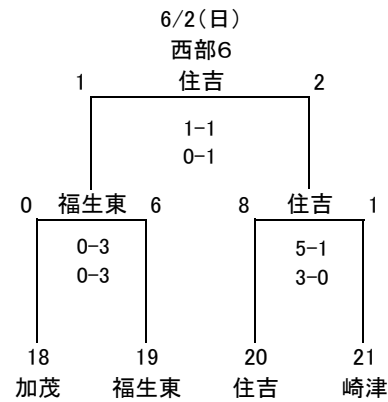 6/2(日)
西部6
1 住吉 2
1-1
0-1
0 福生東 6 8 住吉 1
0-3 5-1
0-3 3-0
18 19 20 21
加茂 福生東 住吉 崎津